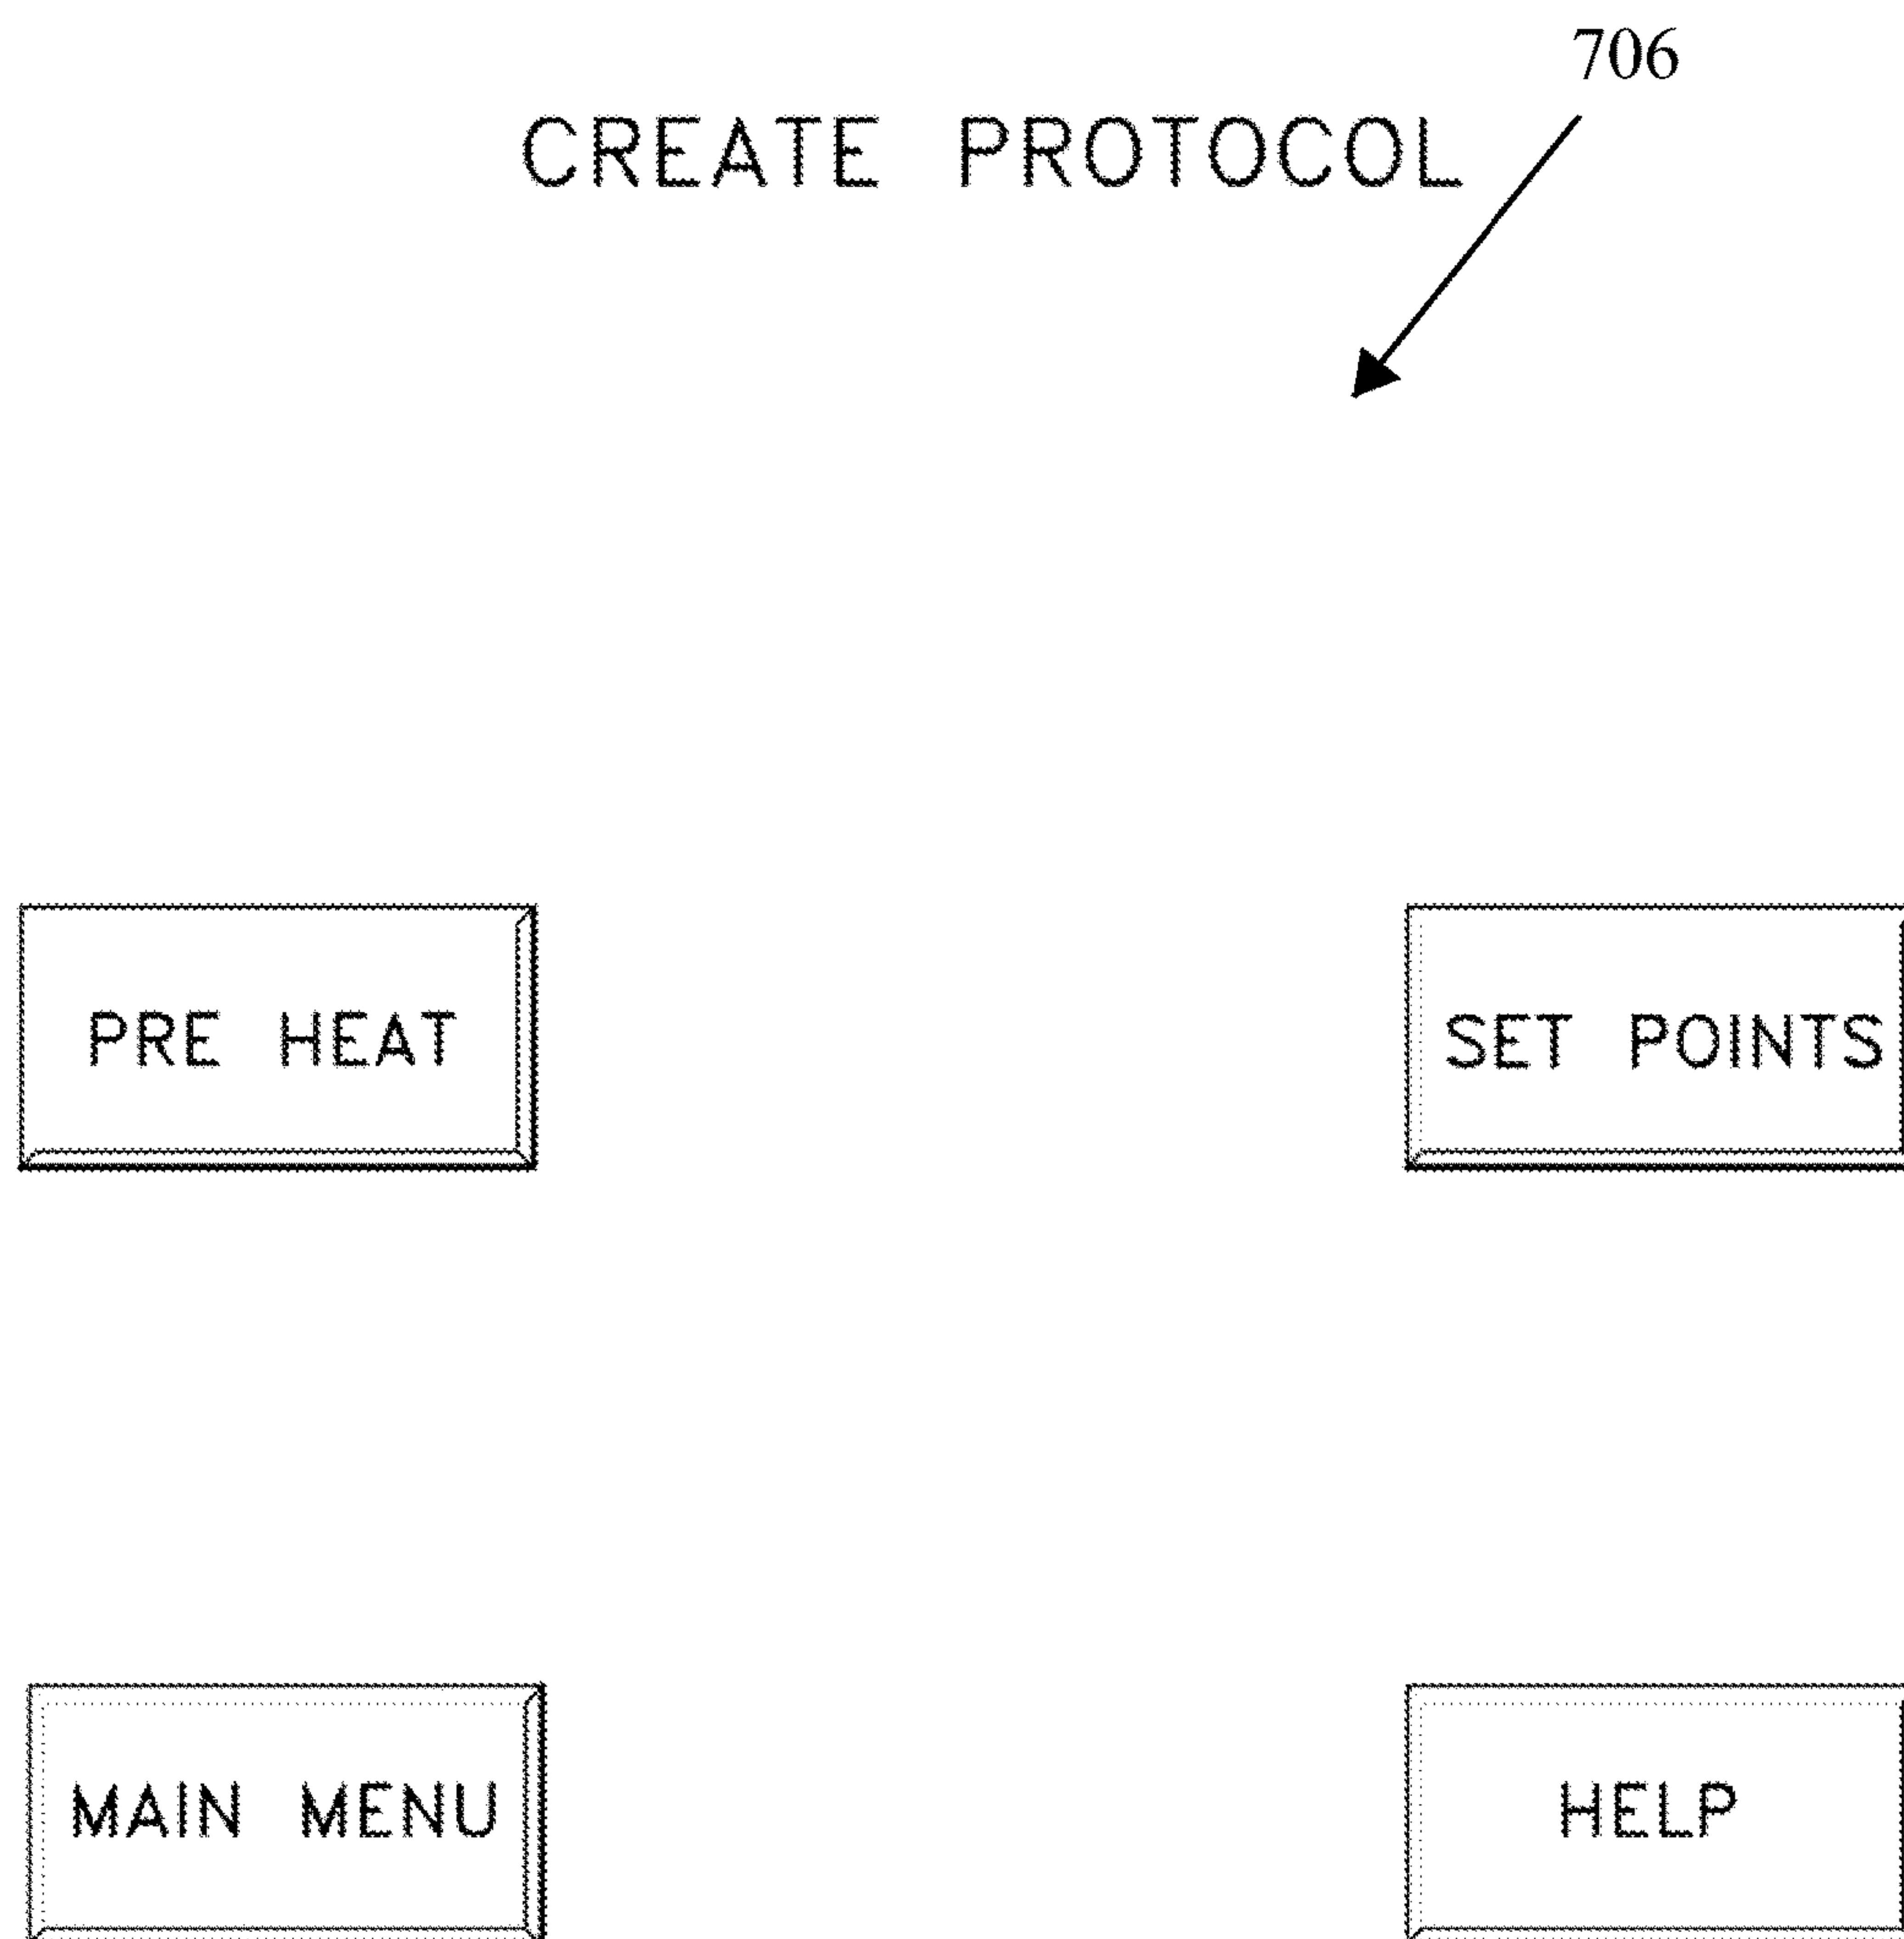 706
CREATE PROTOCOL
PRE HEAT
SET POINTS
MAIN MENU
HELP